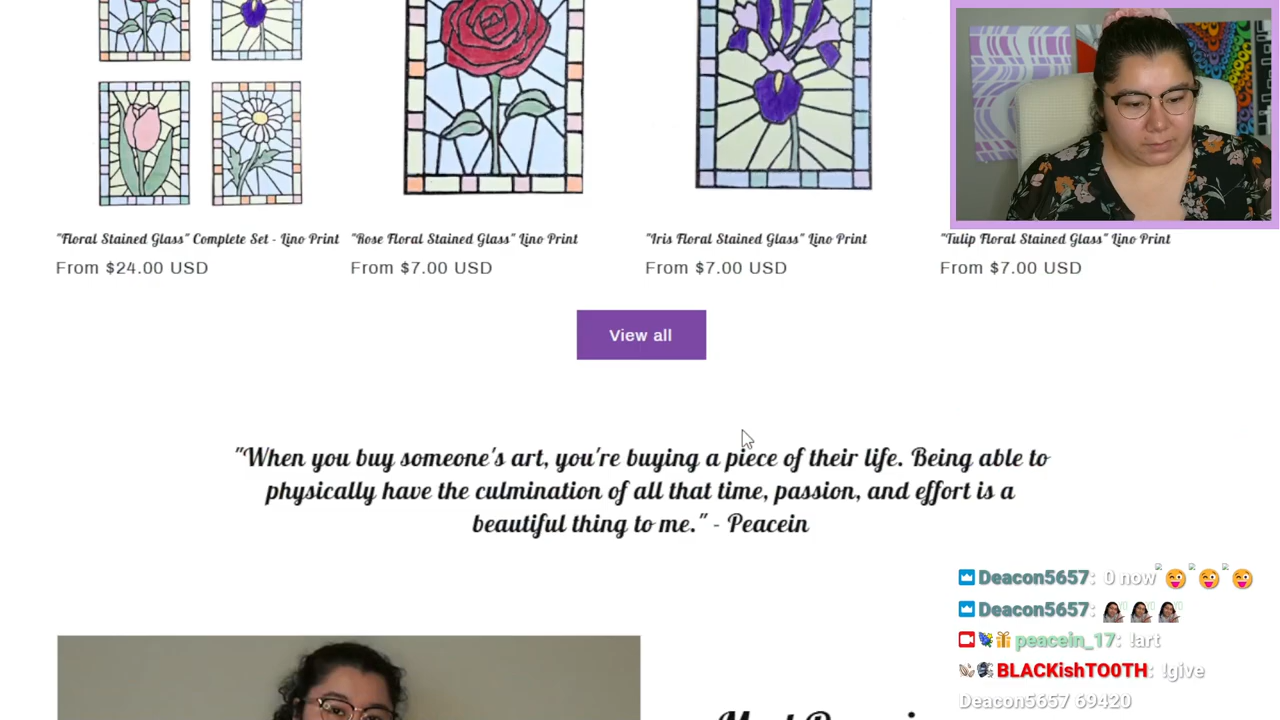 "Floral Stained Glass" Complete Set - Lino Print
From $24.00 USD
"Rose Floral Stained Glass" Lino Print
From $7.00 USD
"Iris Floral Stained Glass" Lino Print
From $7.00 USD
"Tulip Floral Stained Glass" Lino Print
From $7.00 USD
View all
"When you buy someone's art, you're buying a piece of their life. Being able to
physically have the culmination of all that time, passion, and effort is a
beautiful thing to me." - Peacein
Deacon5657: 0 now
Deacon5657:
peacein_17: !art
BLACKishTO0TH: !give
Deacon5657 69420